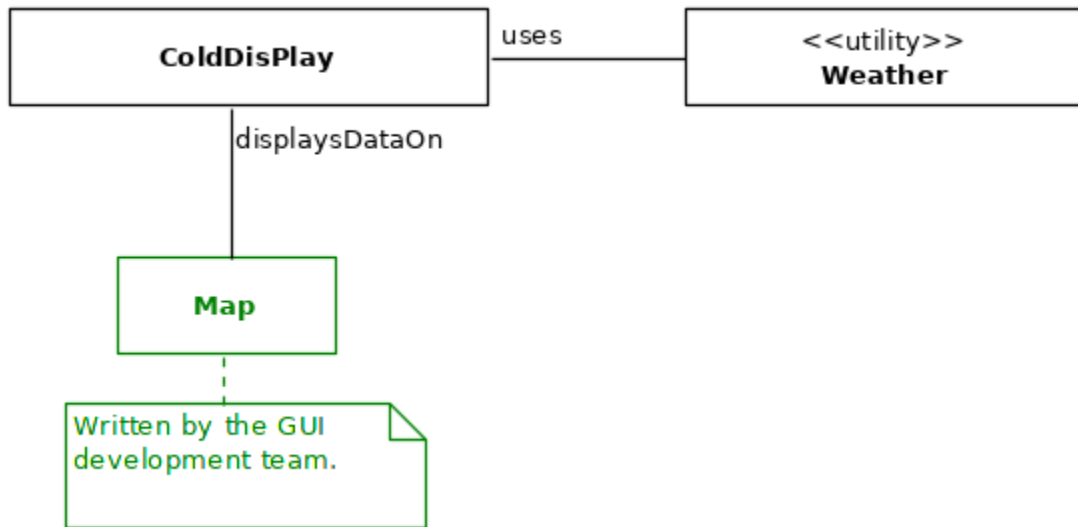 ColdDisPlay
uses
<<utility>>
Weather
displaysDataOn
Map
Written by the GUI
development team.